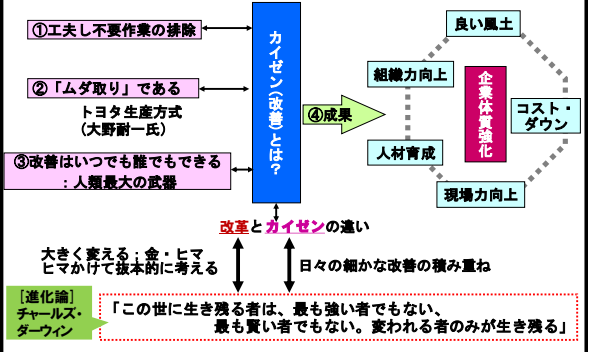 ①工夫し不要作業の排除
②「ムダ取り」である
トヨタ生産方式
(大野耐一氏)
③改善はいつでも誰でもできる
：人類最大の武器
カイゼン(改善)とは？
④成果
良い風土
組織力向上
企業体質強化
コスト・
ダウン
人材育成
現場力向上
改革とカイゼンの違い
大きく変える；金・ヒマ
ヒマかけて抜本的に考える
日々の細かな改善の積み重ね
[進化論]
チャールズ・
ダーウィン
「この世に生き残る者は、最も強い者でもない、
最も賢い者でもない。変われる者のみが生き残る」